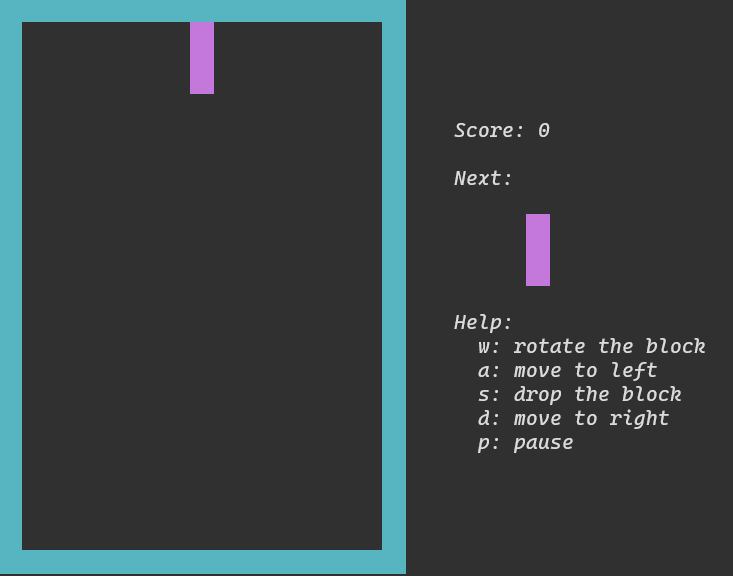 Score: 0
Next:
Help:
w: rotate the block
a: move to left
s: drop the block
d: move to right
p: pause